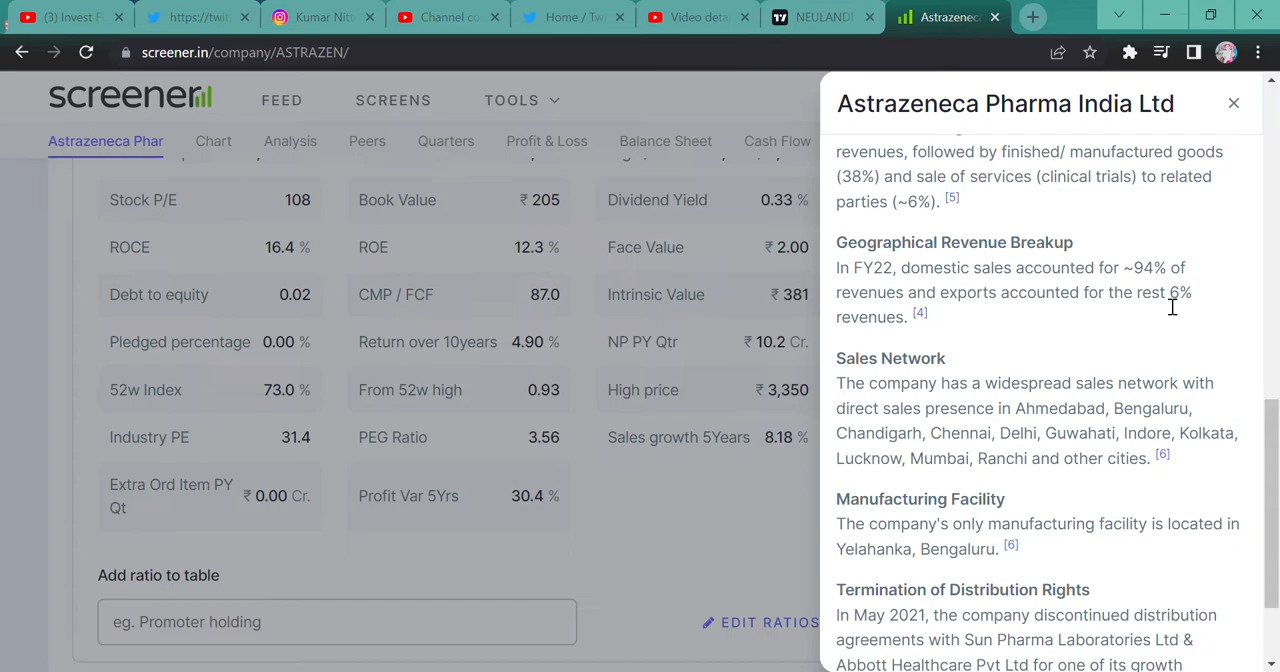 (3) Invest F
https://twit
Kumar Nitt
Channel co
Home / Tw
Video deta
NEULANDI
Astrazenec
screener.in/company/ASTRAZEN/
screener
FEED
SCREENS
TOOLS
Astrazeneca Phar
Chart
Analysis
Peers
Quarters
Profit & Loss
Balance Sheet
Cash Flow
Stock P/E 108
Book Value ₹ 205
Dividend Yield 0.33 %
ROCE 16.4 %
ROE 12.3 %
Face Value ₹ 2.00
Debt to equity 0.02
CMP / FCF 87.0
Intrinsic Value ₹ 381
Pledged percentage 0.00 %
Return over 10years 4.90 %
NP PY Qtr ₹ 10.2 Cr.
52w Index 73.0 %
From 52w high 0.93
High price ₹ 3,350
Industry PE 31.4
PEG Ratio 3.56
Sales growth 5Years 8.18 %
Extra Ord Item PY
Qt ₹ 0.00 Cr.
Profit Var 5Yrs 30.4 %
Add ratio to table
eg. Promoter holding
EDIT RATIOS
Astrazeneca Pharma India Ltd
revenues, followed by finished/ manufactured goods
(38%) and sale of services (clinical trials) to related
parties (~6%). [5]
Geographical Revenue Breakup
In FY22, domestic sales accounted for ~94% of
revenues and exports accounted for the rest 6%
revenues. [4]
Sales Network
The company has a widespread sales network with
direct sales presence in Ahmedabad, Bengaluru,
Chandigarh, Chennai, Delhi, Guwahati, Indore, Kolkata,
Lucknow, Mumbai, Ranchi and other cities. [6]
Manufacturing Facility
The company's only manufacturing facility is located in
Yelahanka, Bengaluru. [6]
Termination of Distribution Rights
In May 2021, the company discontinued distribution
agreements with Sun Pharma Laboratories Ltd &
Abbott Healthcare Pvt Ltd for one of its growth